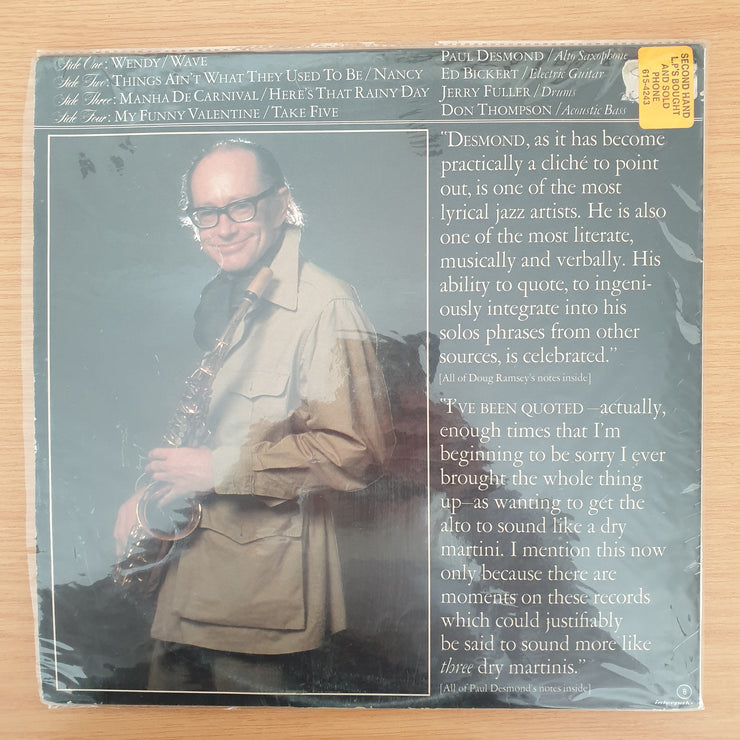 Side One: WENDY / WAVE
Side Two: THINGS AIN'T WHAT THEY USED TO BE / NANCY
Side Three: MANHA DE CARNIVAL / HERE'S THAT RAINY DAY
Side Four: MY FUNNY VALENTINE / TAKE FIVE
PAUL DESMOND / Alto Saxophone
ED BICKERT / Electric Guitar
JERRY FULLER / Drums
DON THOMPSON / Acoustic Bass
SECOND HAND
L.P'S BOUGHT
AND SOLD
PHONE
615-4243
"DESMOND, as it has become
practically a cliché to point
out, is one of the most
lyrical jazz artists. He is also
one of the most literate,
musically and verbally. His
ability to quote, to ingeni-
ously integrate into his
solos phrases from other
sources, is celebrated."
[All of Doug Ramsey's notes inside]
"I'VE BEEN QUOTED—actually,
enough times that I'm
beginning to be sorry I ever
brought the whole thing
up—as wanting to get the
alto to sound like a dry
martini. I mention this now
only because there are
moments on these records
which could justifiably
be said to sound more like
three dry martinis."
[All of Paul Desmond's notes inside]